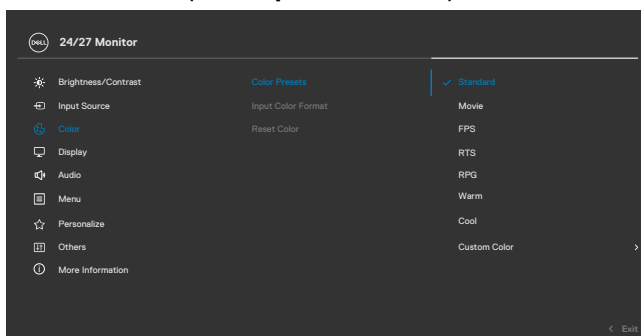 DELL 24/27 Monitor
Brightness/Contrast Color Presets Standard
Input Source Input Color Format Movie
Color Reset Color FPS
Display RTS
Audio RPG
Menu Warm
Personalize Cool
Others Custom Color
More Information
Exit